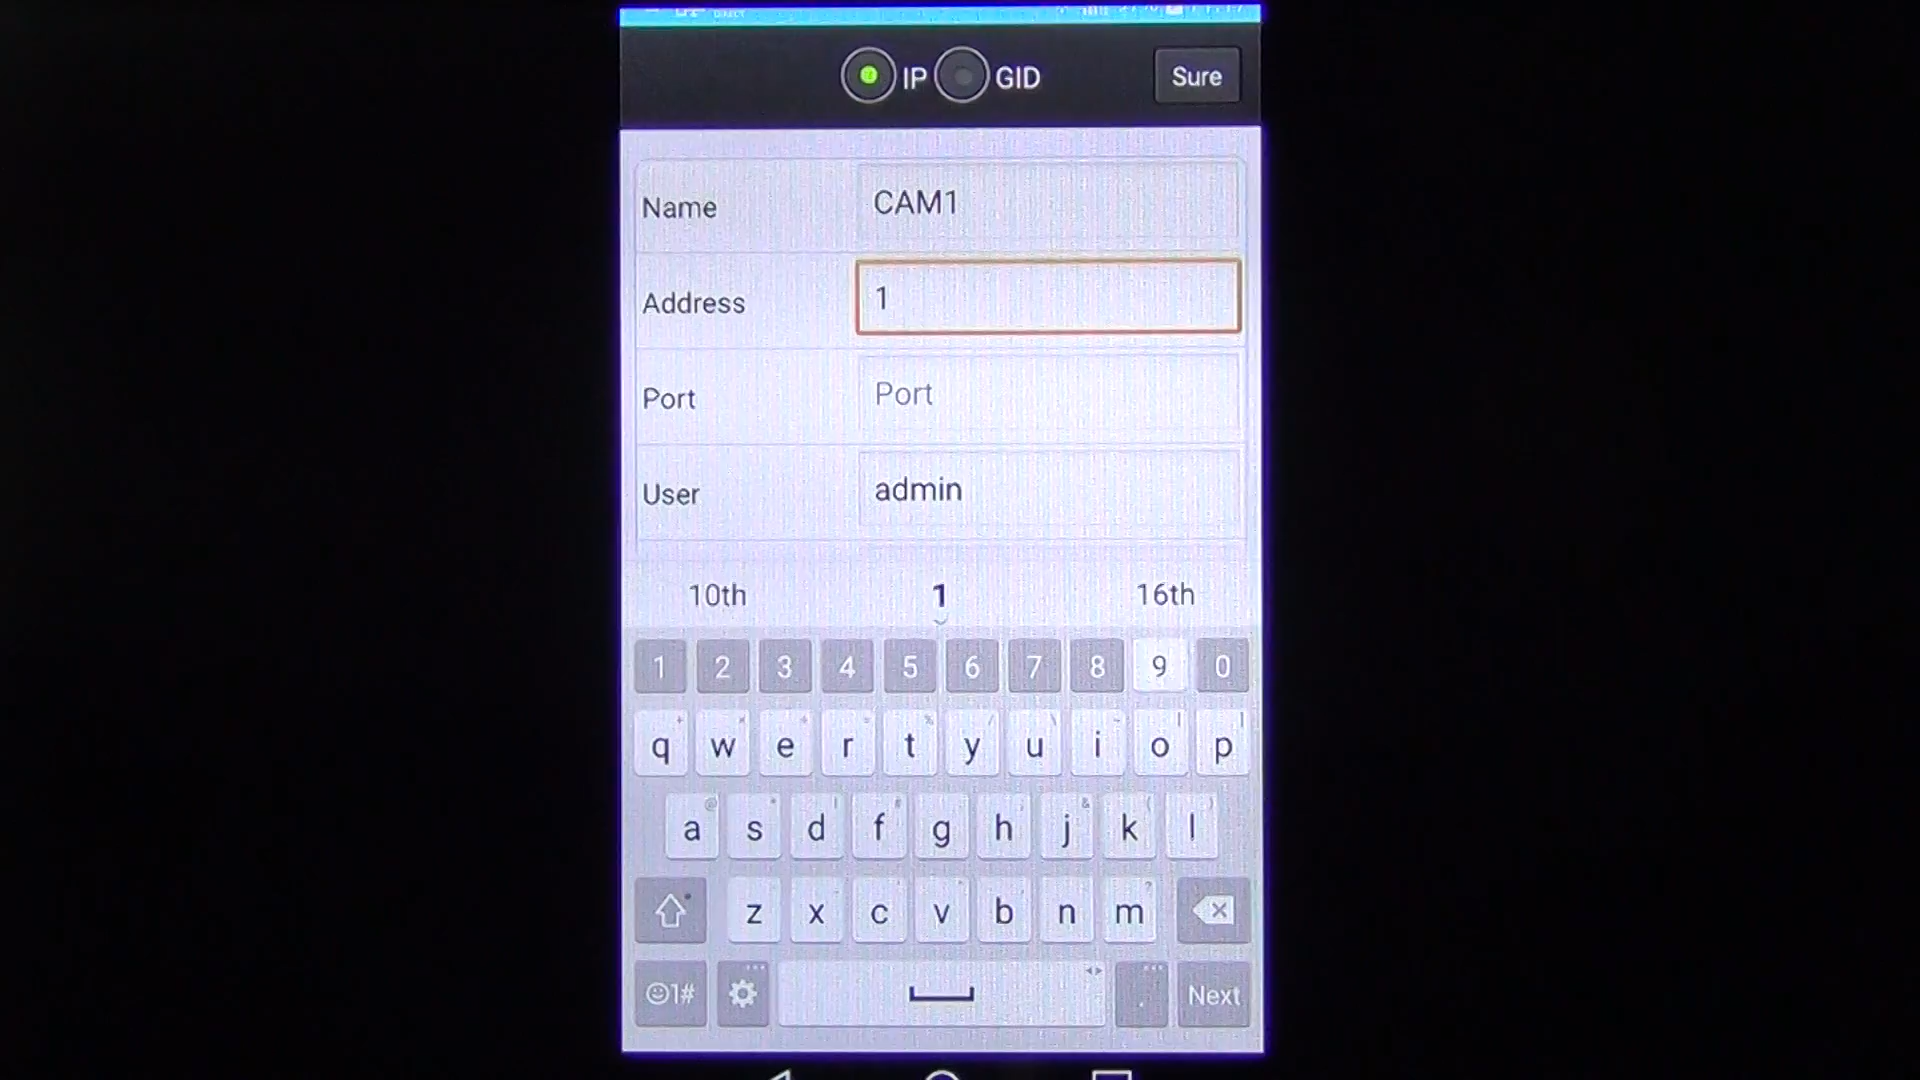 IP GID Sure
Name CAM1
Address 1
Port Port
User admin
10th 1 16th
1 2 3 4 5 6 7 8 9 0
q w e r t y u i o p
a s d f g h j k l
z x c v b n m
1# . Next